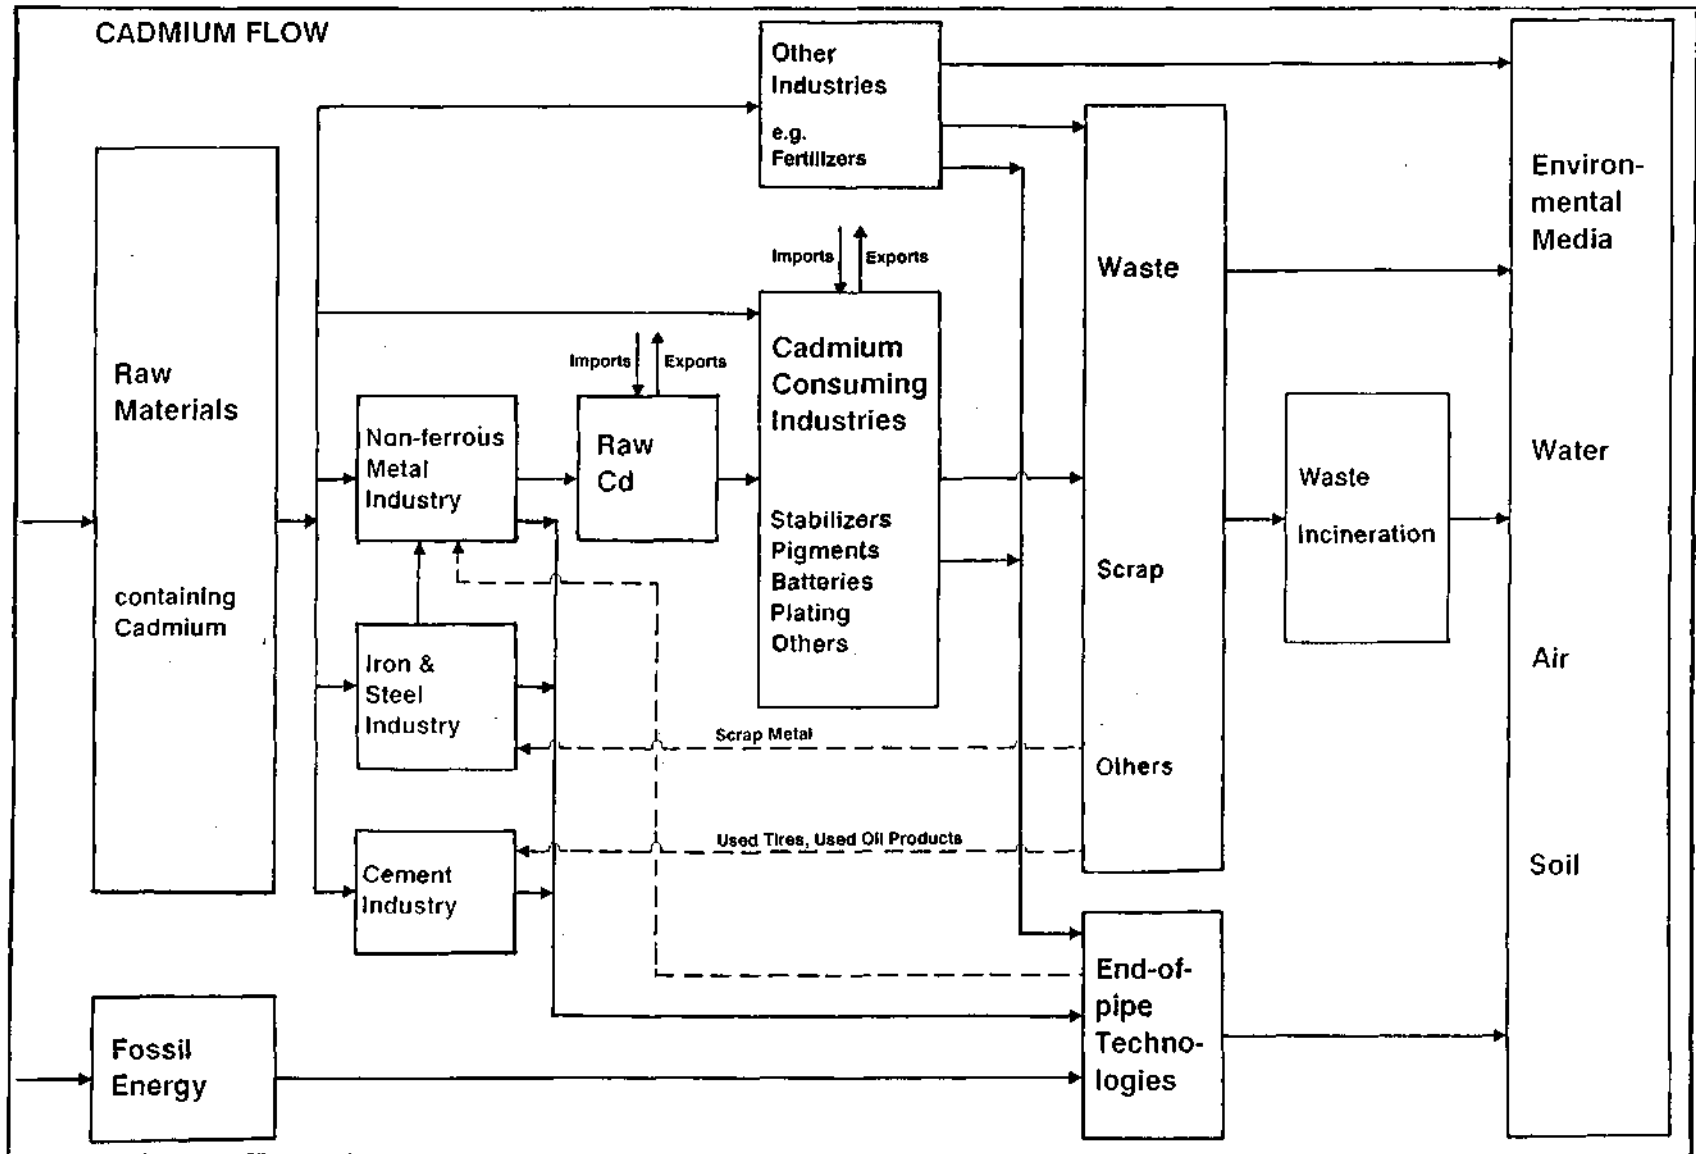 CADMIUM FLOW
Other
Industries
e.g.
Fertilizers
Environ-
mental
Media
Water
Air
Soil
Raw
Materials
containing
Cadmium
Imports
Exports
Waste
Scrap
Others
Imports
Exports
Cadmium
Consuming
Industries
Stabilizers
Pigments
Batteries
Plating
Others
Non-ferrous
Metal
Industry
Raw
Cd
Waste
Incineration
Iron &
Steel
Industry
Scrap Metal
Used Tires, Used Oil Products
Cement
Industry
End-of-
pipe
Techno-
logies
Fossil
Energy